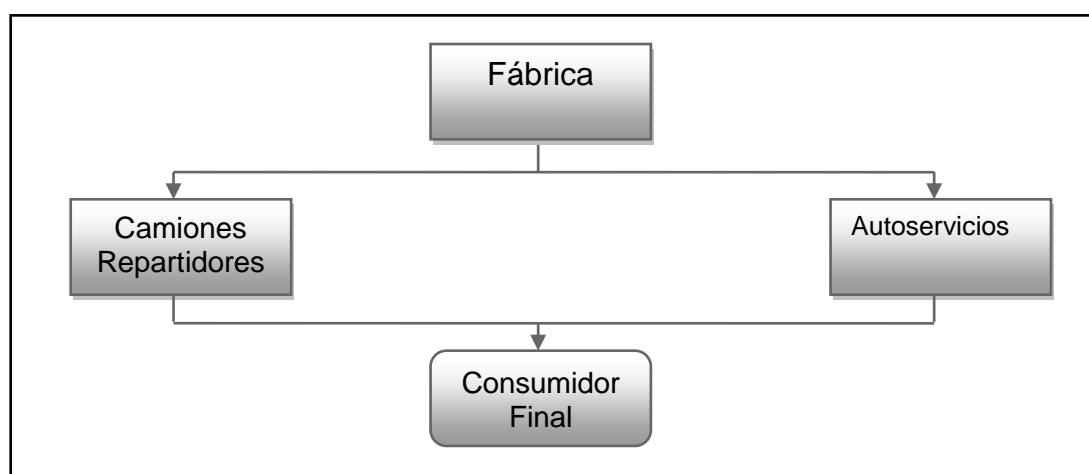 Fábrica
Camiones
Repartidores
Autoservicios
Consumidor
Final